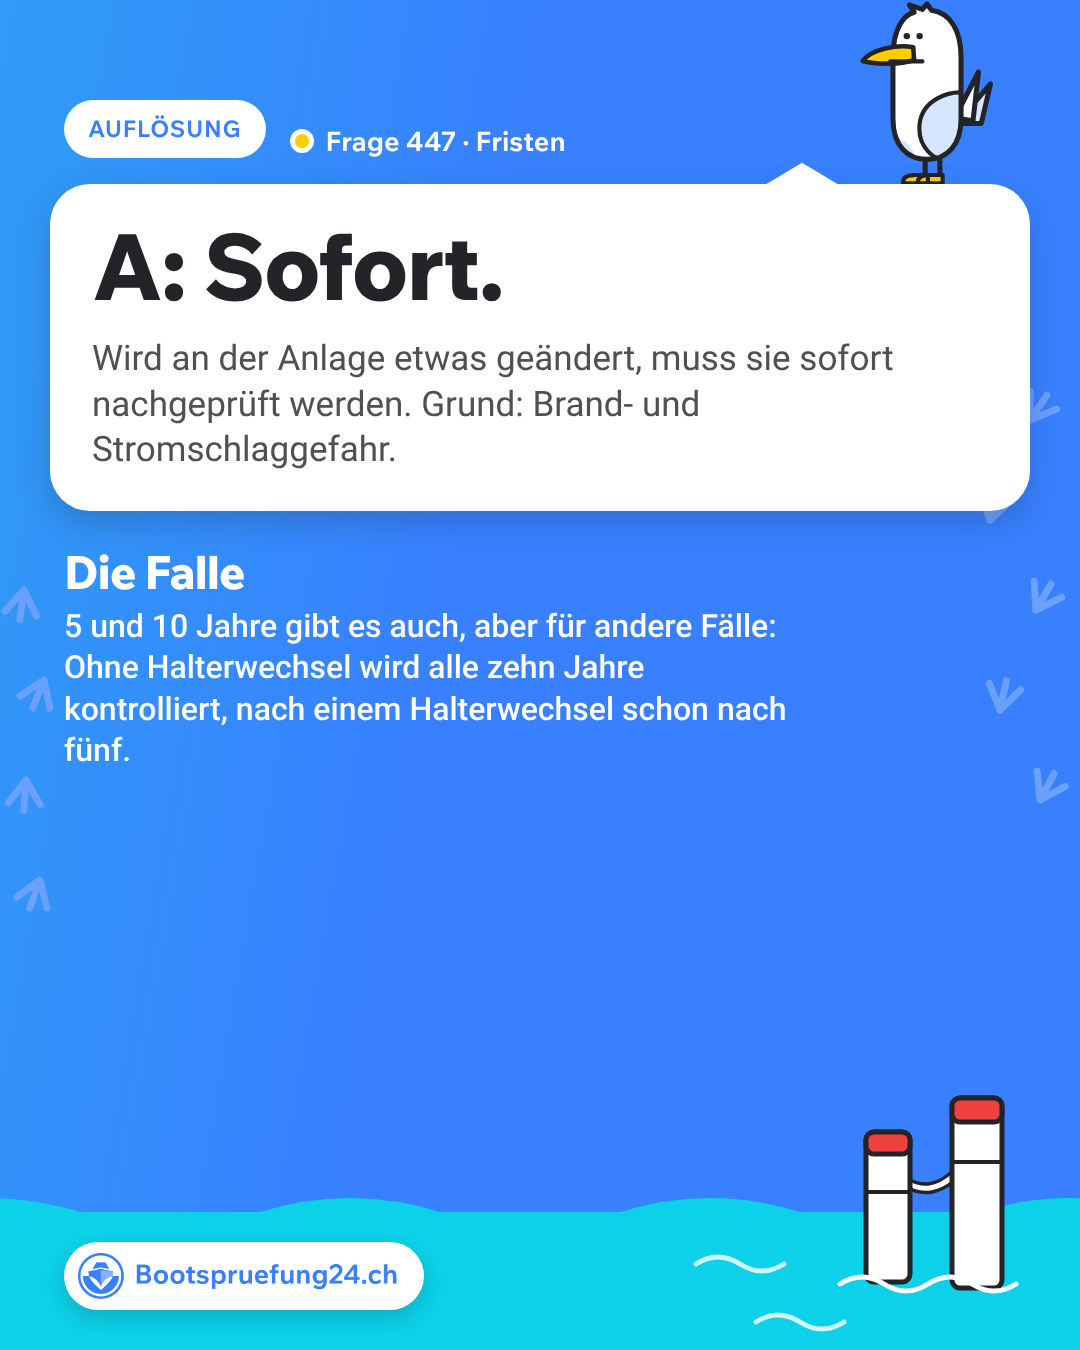 AUFLÖSUNG
Frage 447 · Fristen
A: Sofort.
Wird an der Anlage etwas geändert, muss sie sofort
nachgeprüft werden. Grund: Brand- und
Stromschlaggefahr.
Die Falle
5 und 10 Jahre gibt es auch, aber für andere Fälle:
Ohne Halterwechsel wird alle zehn Jahre
kontrolliert, nach einem Halterwechsel schon nach
fünf.
Bootspruefung24.ch